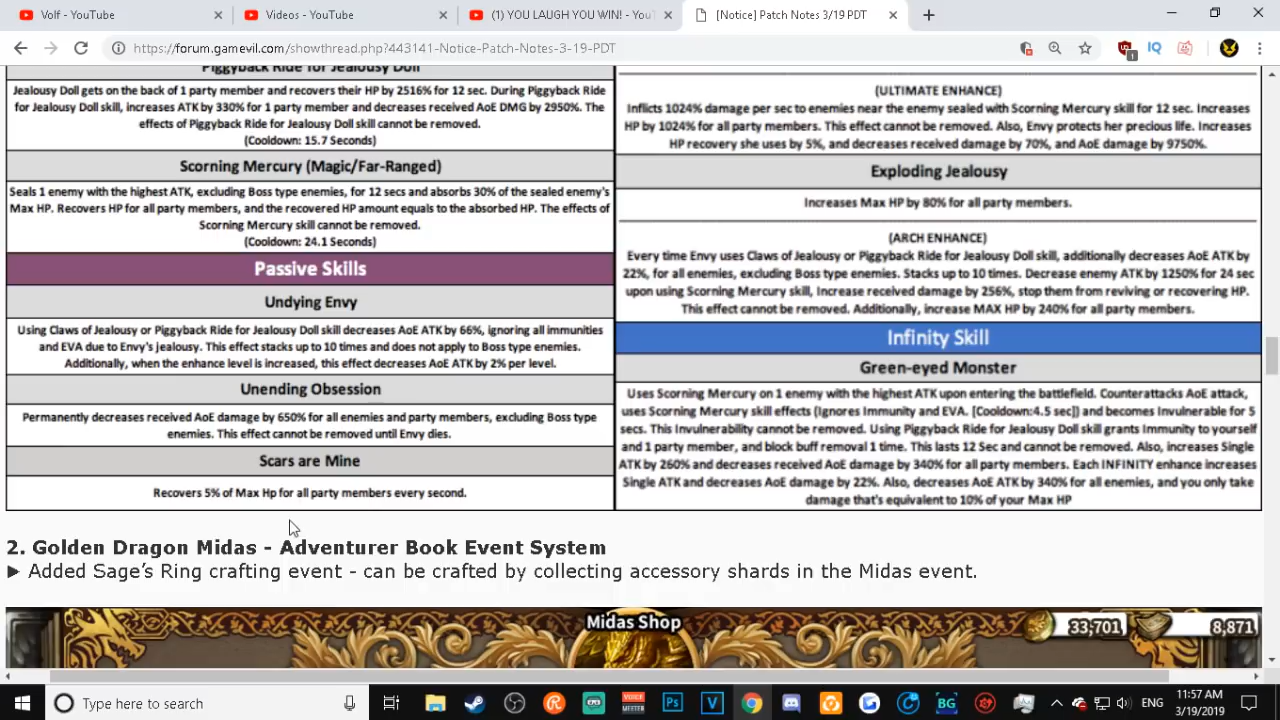 Volf - YouTube
Videos - YouTube
(1) YOU LAUGH YOU WIN! - YouT
[Notice] Patch Notes 3/19 PDT
https://forum.gamevil.com/showthread.php?443141-Notice-Patch-Notes-3-19-PDT
Piggyback Ride for Jealousy Doll
Jealousy Doll gets on the back of 1 party member and recovers their HP by 2516% for 12 sec. During Piggyback Ride
for Jealousy Doll skill, increases ATK by 330% for 1 party member and decreases received AoE DMG by 2950%. The
effects of Piggyback Ride for Jealousy Doll skill cannot be removed.
(Cooldown: 15.7 Seconds)
Scorning Mercury (Magic/Far-Ranged)
Seals 1 enemy with the highest ATK, excluding Boss type enemies, for 12 secs and absorbs 30% of the sealed enemy's
Max HP. Recovers HP for all party members, and the recovered HP amount equals to the absorbed HP. The effects of
Scorning Mercury skill cannot be removed.
(Cooldown: 24.1 Seconds)
Passive Skills
Undying Envy
Using Claws of Jealousy or Piggyback Ride for Jealousy Doll skill decreases AoE ATK by 66%, ignoring all immunities
and EVA due to Envy's jealousy. This effect stacks up to 10 times and does not apply to Boss type enemies.
Additionally, when the enhance level is increased, this effect decreases AoE ATK by 2% per level.
Unending Obsession
Permanently decreases received AoE damage by 650% for all enemies and party members, excluding Boss type
enemies. This effect cannot be removed until Envy dies.
Scars are Mine
Recovers 5% of Max Hp for all party members every second.
(ULTIMATE ENHANCE)
Inflicts 1024% damage per sec to enemies near the enemy sealed with Scorning Mercury skill for 12 sec. Increases
HP by 1024% for all party members. This effect cannot be removed. Also, Envy protects her precious life. Increases
HP recovery she uses by 5%, and decreases received damage by 70%, and AoE damage by 9750%.
Exploding Jealousy
Increases Max HP by 80% for all party members.
(ARCH ENHANCE)
Every time Envy uses Claws of Jealousy or Piggyback Ride for Jealousy Doll skill, additionally decreases AoE ATK by
22%, for all enemies, excluding Boss type enemies. Stacks up to 10 times. Decrease enemy ATK by 1250% for 24 sec
upon using Scorning Mercury skill, Increase received damage by 256%, stop them from reviving or recovering HP.
This effect cannot be removed. Additionally, increase MAX HP by 240% for all party members.
Infinity Skill
Green-eyed Monster
Uses Scorning Mercury on 1 enemy with the highest ATK upon entering the battlefield. Counterattacks AoE attack,
uses Scorning Mercury skill effects (Ignores Immunity and EVA. [Cooldown:4.5 sec]) and becomes Invulnerable for 5
secs. This Invulnerability cannot be removed. Using Piggyback Ride for Jealousy Doll skill grants Immunity to yourself
and 1 party member, and block buff removal 1 time. This lasts 12 Sec and cannot be removed. Also, increases Single
ATK by 260% and decreases received AoE damage by 340% for all party members. Each INFINITY enhance increases
Single ATK and decreases AoE damage by 22%. Also, decreases AoE ATK by 340% for all enemies, and you only take
damage that's equivalent to 10% of your Max HP
2. Golden Dragon Midas - Adventurer Book Event System
► Added Sage's Ring crafting event - can be crafted by collecting accessory shards in the Midas event.
Midas Shop
33,701
8,871
Type here to search
VOICE
MEETER
Ps
V
BG
ENG
11:57 AM
3/19/2019
IQ
1